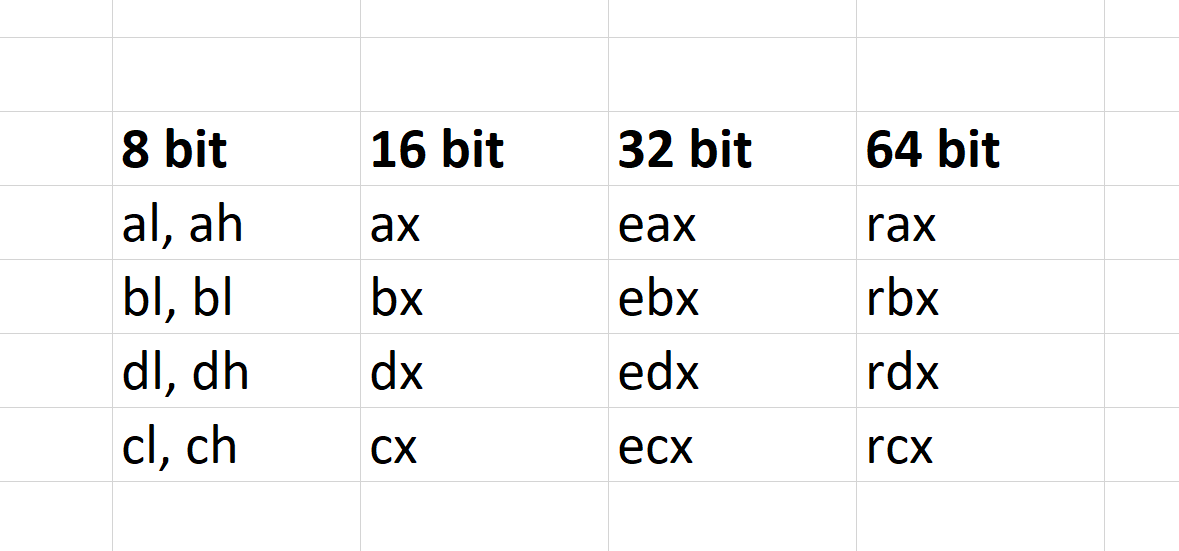 8 bit 16 bit 32 bit 64 bit
al, ah ax eax rax
bl, bl bx ebx rbx
dl, dh dx edx rdx
cl, ch cx ecx rcx